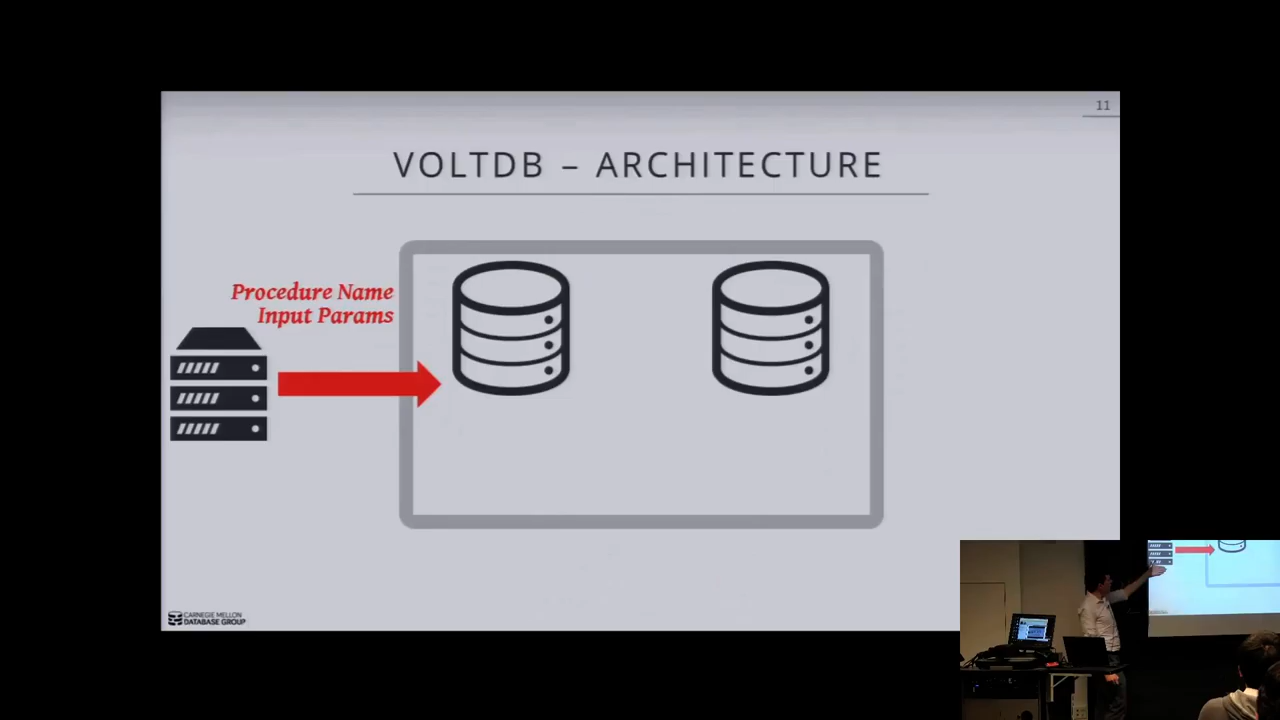 11
VOLTDB – ARCHITECTURE
Procedure Name
Input Params
CARNEGIE MELLON
DATABASE GROUP